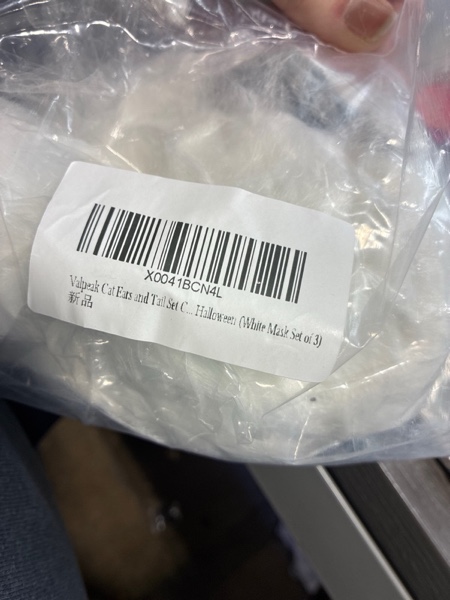 X0041BCN4L
Valpeak Cat Ears and Tail Set C... Halloween (White Mask Set of 3)
新品